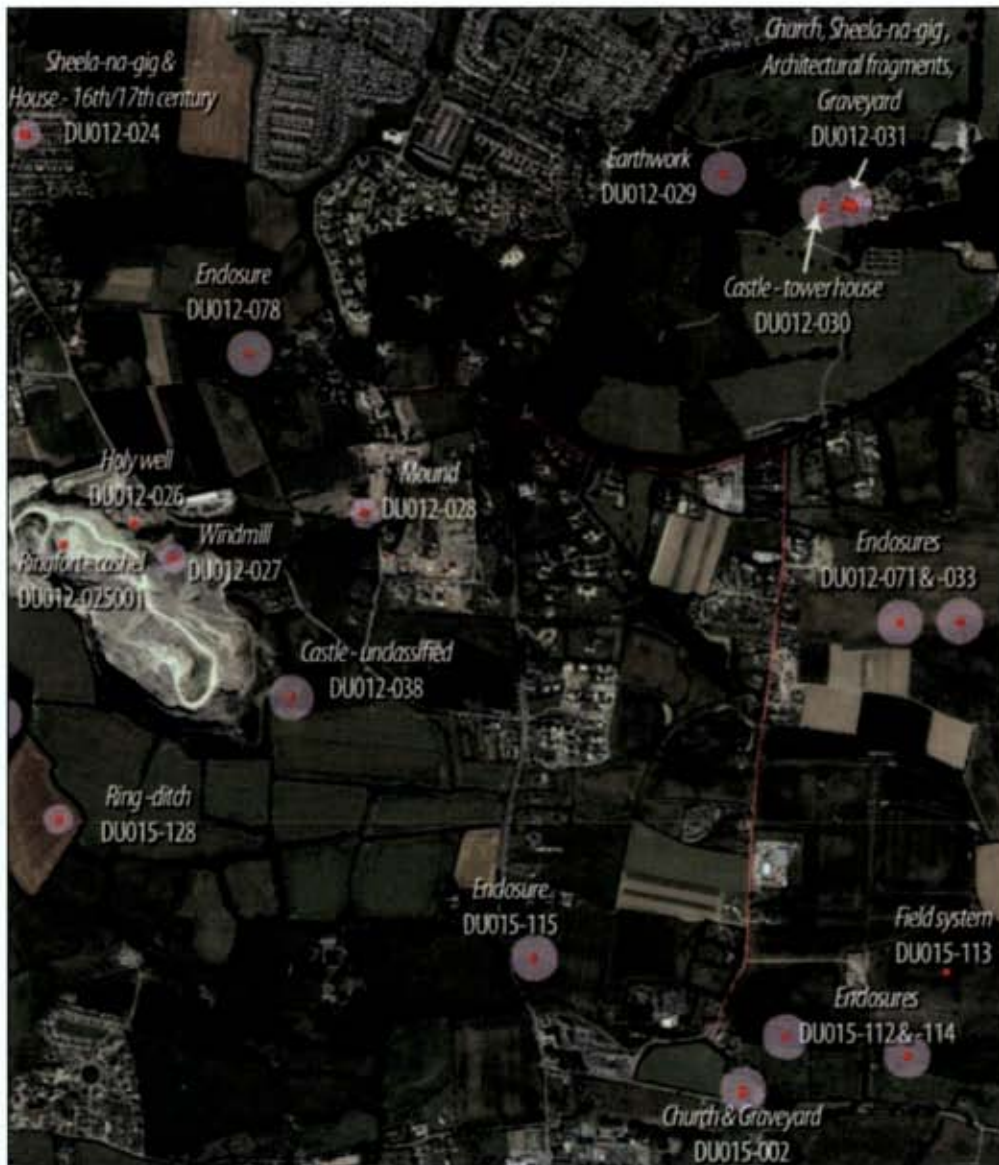 Sheela-na-gig &
House - 16th/17th century
DU012-024
Church, Sheela-na-gig,
Architectural fragments,
Graveyard
DU012-031
Earthwork
DU012-029
Castle - tower house
DU012-030
Enclosure
DU012-078
Holy well
DU012-026
Mound
DU012-028
Windmill
DU012-027
Ringfort - cashel
DU012-025001
Enclosures
DU012-071 & -033
Castle - unclassified
DU012-038
Ring -ditch
DU015-128
Enclosure
DU015-115
Field system
DU015-113
Enclosures
DU015-112 & -114
Church & Graveyard
DU015-002